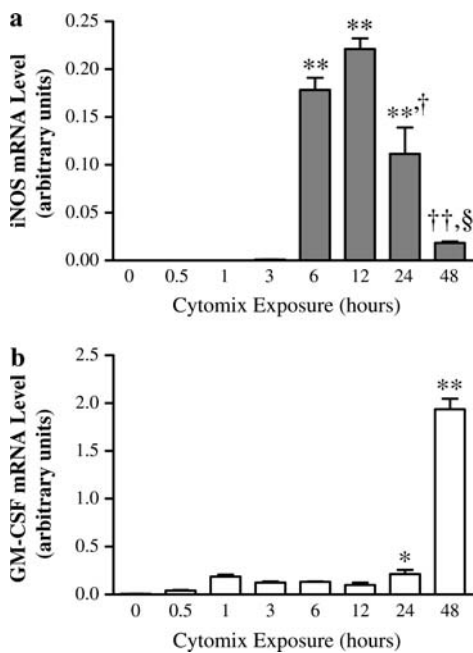 a
iNOS mRNA Level
(arbitrary units)
0.25
0.20
0.15
0.10
0.05
0.00
**
**
**,†
††,§
0 0.5 1 3 6 12 24 48
Cytomix Exposure (hours)
b
GM-CSF mRNA Level
(arbitrary units)
2.5
2.0
1.5
1.0
0.5
0.0
*
**
0 0.5 1 3 6 12 24 48
Cytomix Exposure (hours)